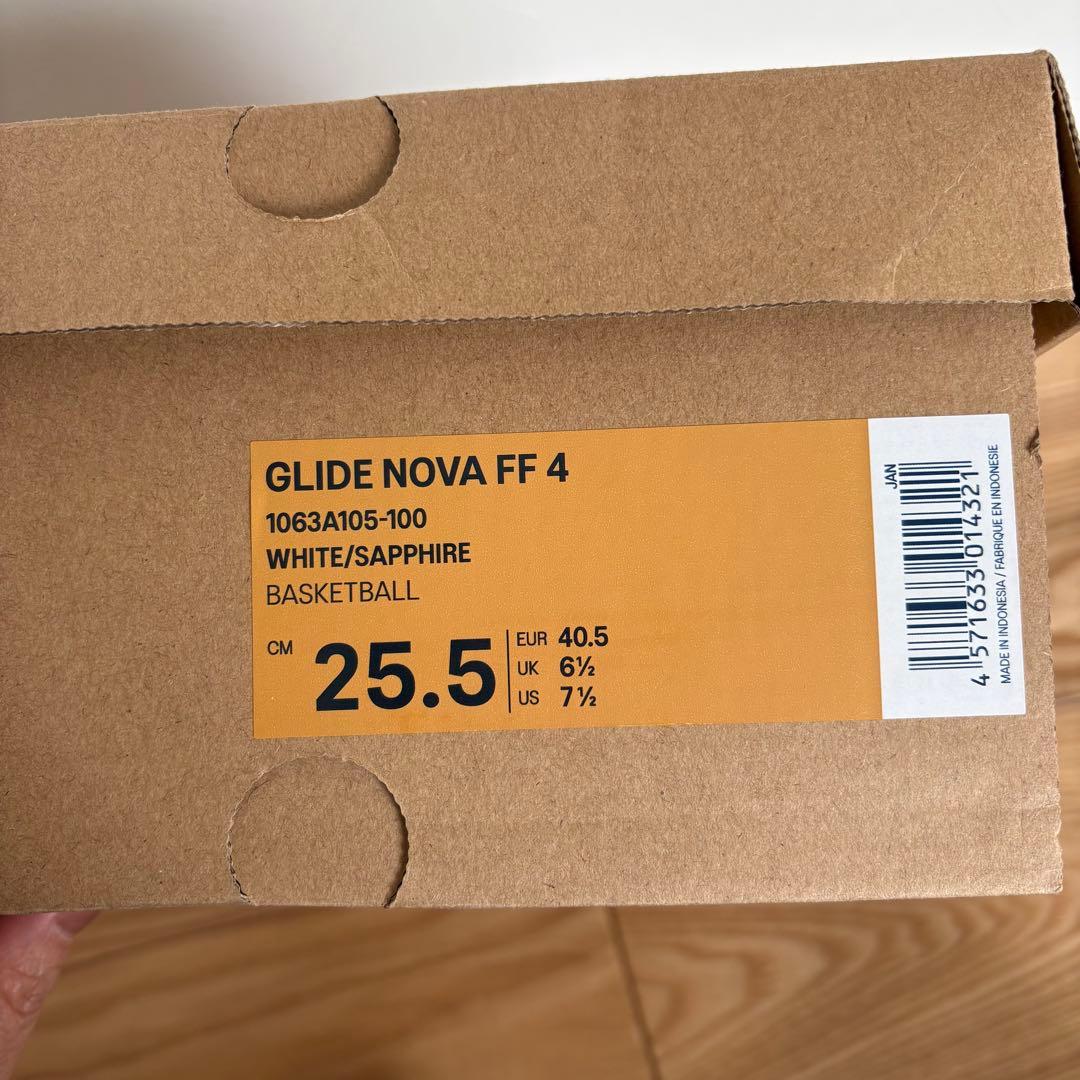 GLIDE NOVA FF 4
1063A105-100
WHITE/SAPPHIRE
BASKETBALL
CM 25.5
EUR 40.5
UK 6½
US 7½
JAN
4 571633 014321
MADE IN INDONESIA / FABRIQUE EN INDONESIE